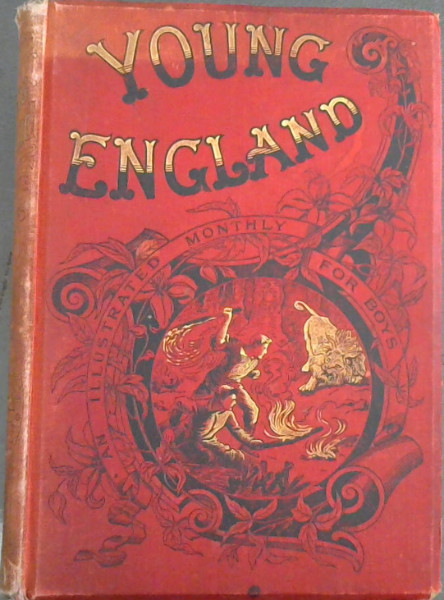 YOUNG
ENGLAND
AN ILLUSTRATED MONTHLY FOR BOYS